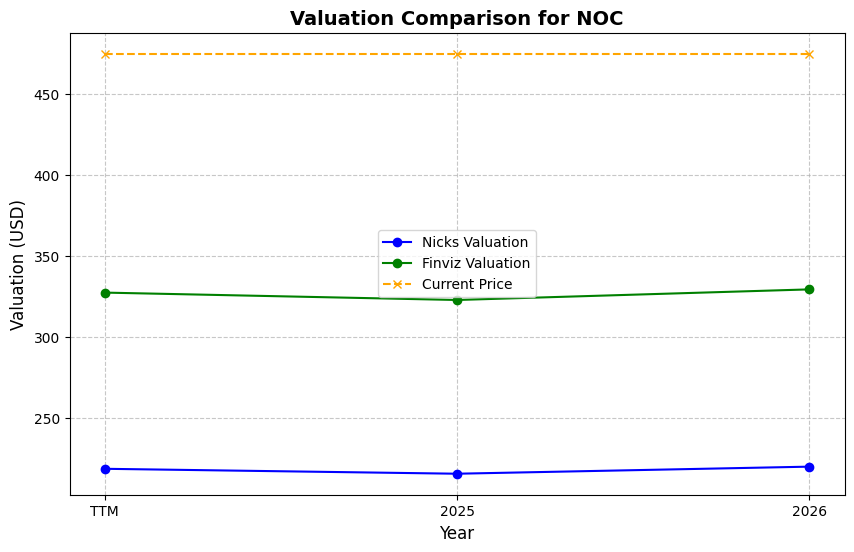 Valuation Comparison for NOC
Valuation (USD)
450
400
350
300
250
Nicks Valuation
Finviz Valuation
Current Price
TTM
2025
2026
Year